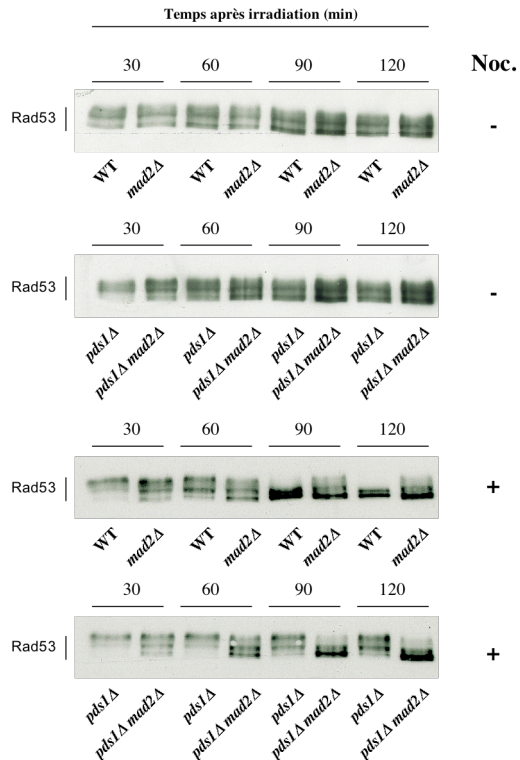 Temps après irradiation (min)
30 60 90 120 Noc.
Rad53 -
WT mad2Δ WT mad2Δ WT mad2Δ WT mad2Δ
30 60 90 120
Rad53 -
pds1Δ pds1Δ mad2Δ pds1Δ pds1Δ mad2Δ pds1Δ pds1Δ mad2Δ pds1Δ pds1Δ mad2Δ
30 60 90 120
Rad53 +
WT mad2Δ WT mad2Δ WT mad2Δ WT mad2Δ
30 60 90 120
Rad53 +
pds1Δ pds1Δ mad2Δ pds1Δ pds1Δ mad2Δ pds1Δ pds1Δ mad2Δ pds1Δ pds1Δ mad2Δ